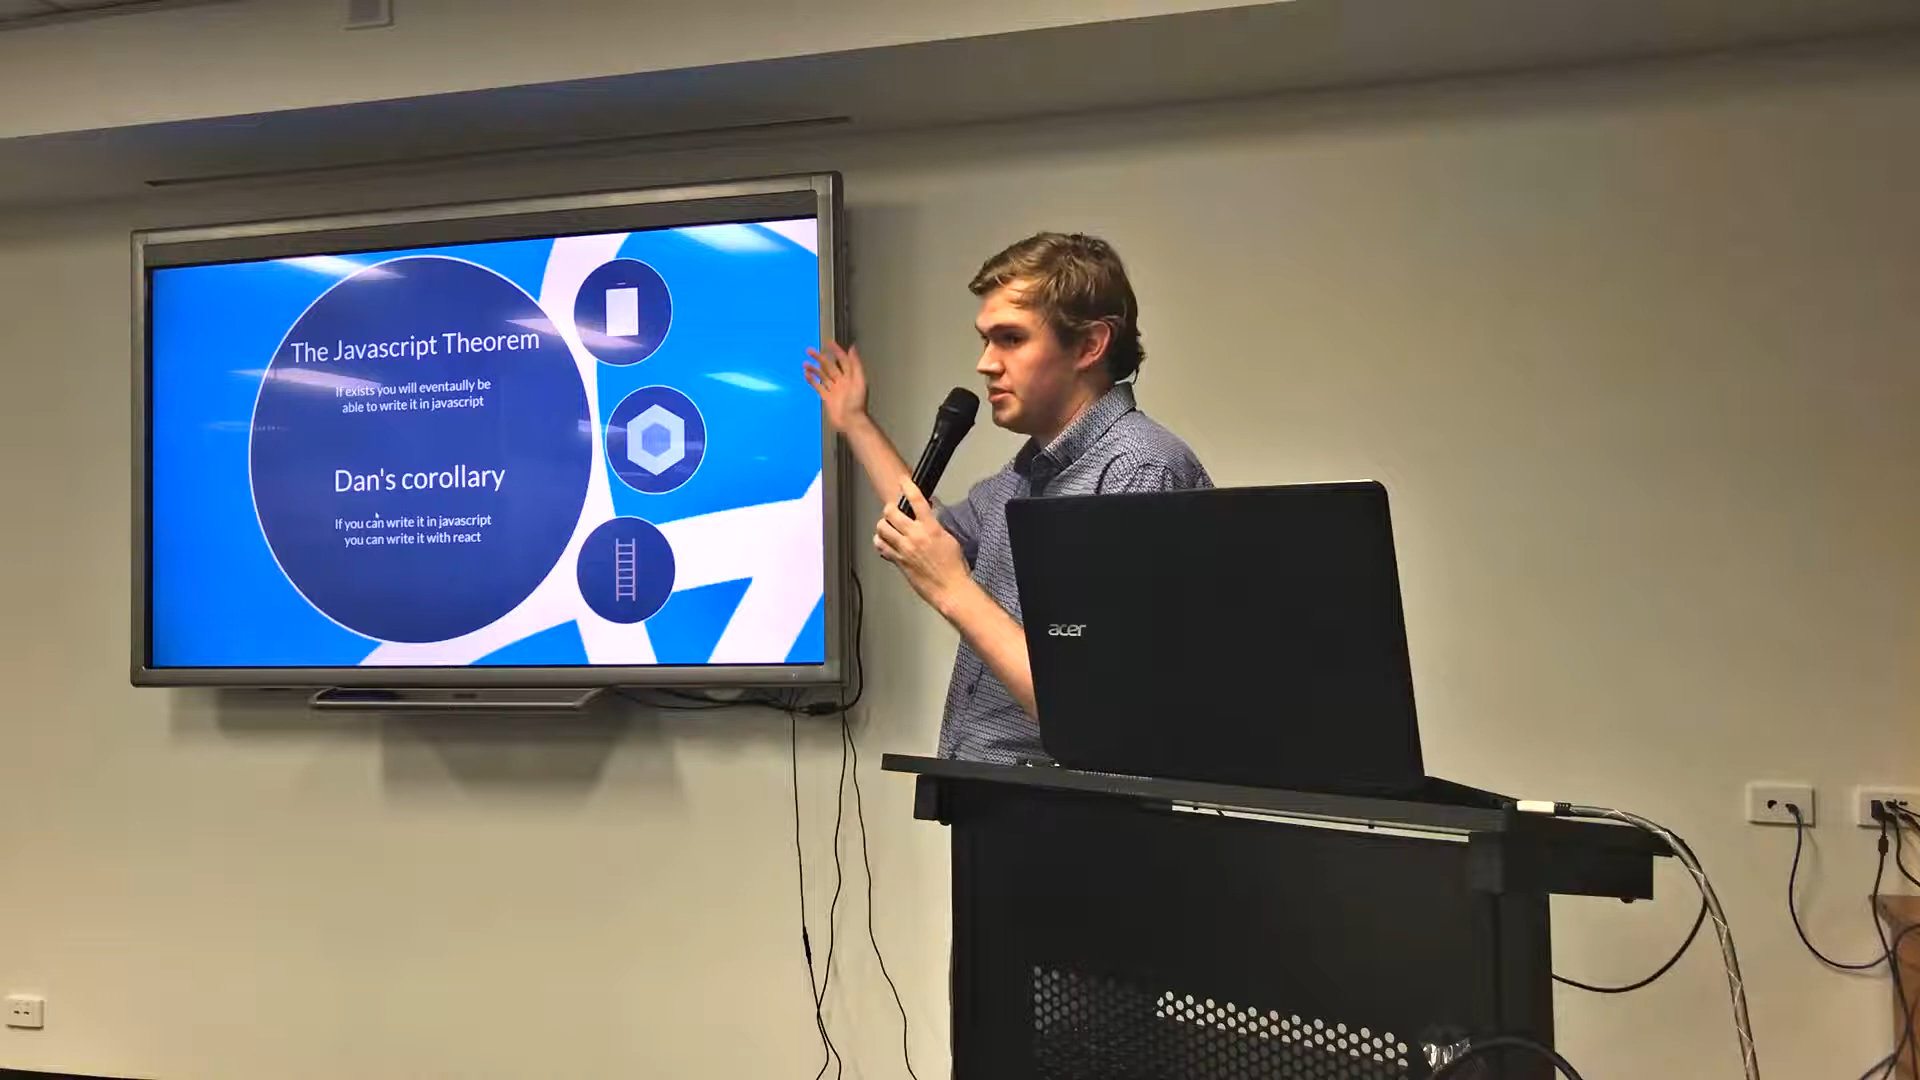 The Javascript Theorem
If exists you will eventaully be
able to write it in javascript
Dan's corollary
If you can write it in javascript
you can write it with react
acer